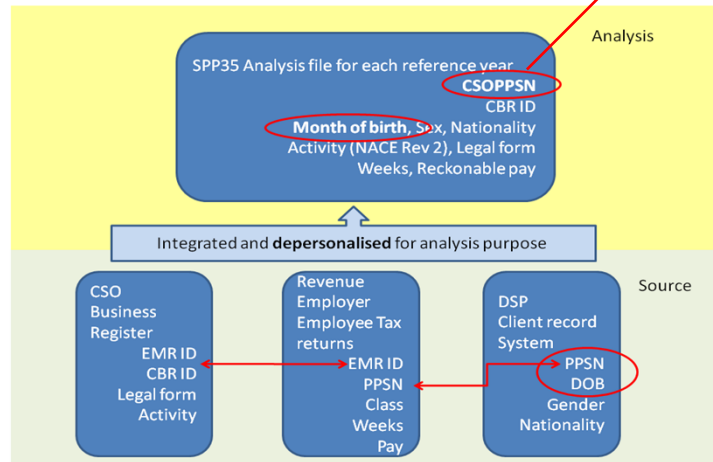 Analysis
SPP35 Analysis file for each reference year
CSOPPSN
CBR ID
Month of birth, Sex, Nationality
Activity (NACE Rev 2), Legal form
Weeks, Reckonable pay
Integrated and depersonalised for analysis purpose
Source
CSO
Business
Register
EMR ID
CBR ID
Legal form
Activity
Revenue
Employer
Employee Tax
returns
EMR ID
PPSN
Class
Weeks
Pay
DSP
Client record
System
PPSN
DOB
Gender
Nationality